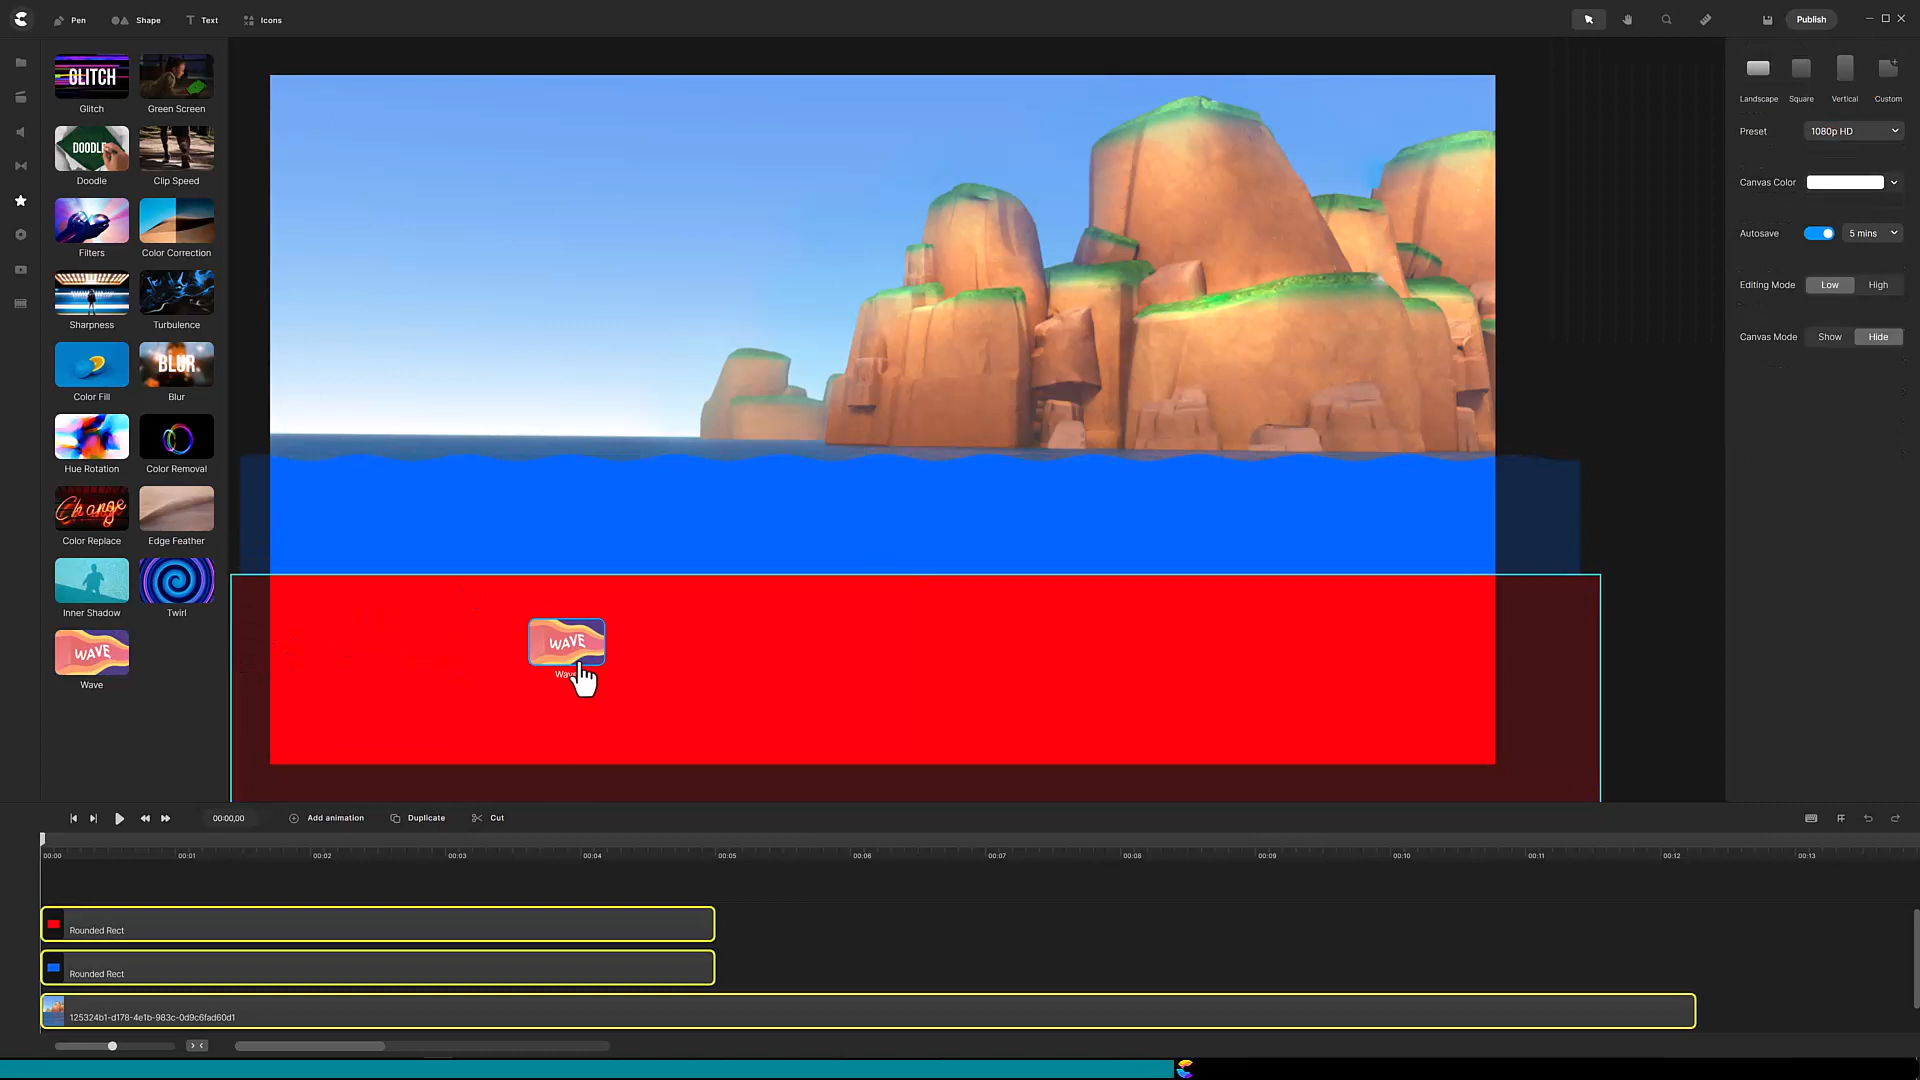 Pen
Shape
Text
Icons
Publish
GLITCH
Glitch
Green Screen
DOODLE
Doodle
Clip Speed
Filters
Color Correction
Sharpness
Turbulence
Color Fill
BLUR
Blur
Hue Rotation
Color Removal
Change
Color Replace
Edge Feather
Inner Shadow
Twirl
WAVE
Wave
WAVE
Landscape
Square
Vertical
Custom
Preset
1080p HD
Canvas Color
Autosave
5 mins
Editing Mode
Low
High
Canvas Mode
Show
Hide
00:00,00
Add animation
Duplicate
Cut
00:00
00:01
00:02
00:03
00:04
00:05
00:06
00:07
00:08
00:09
00:10
00:11
00:12
00:13
Rounded Rect
Rounded Rect
125324b1-d178-4e1b-983c-0d9c6fad60d1